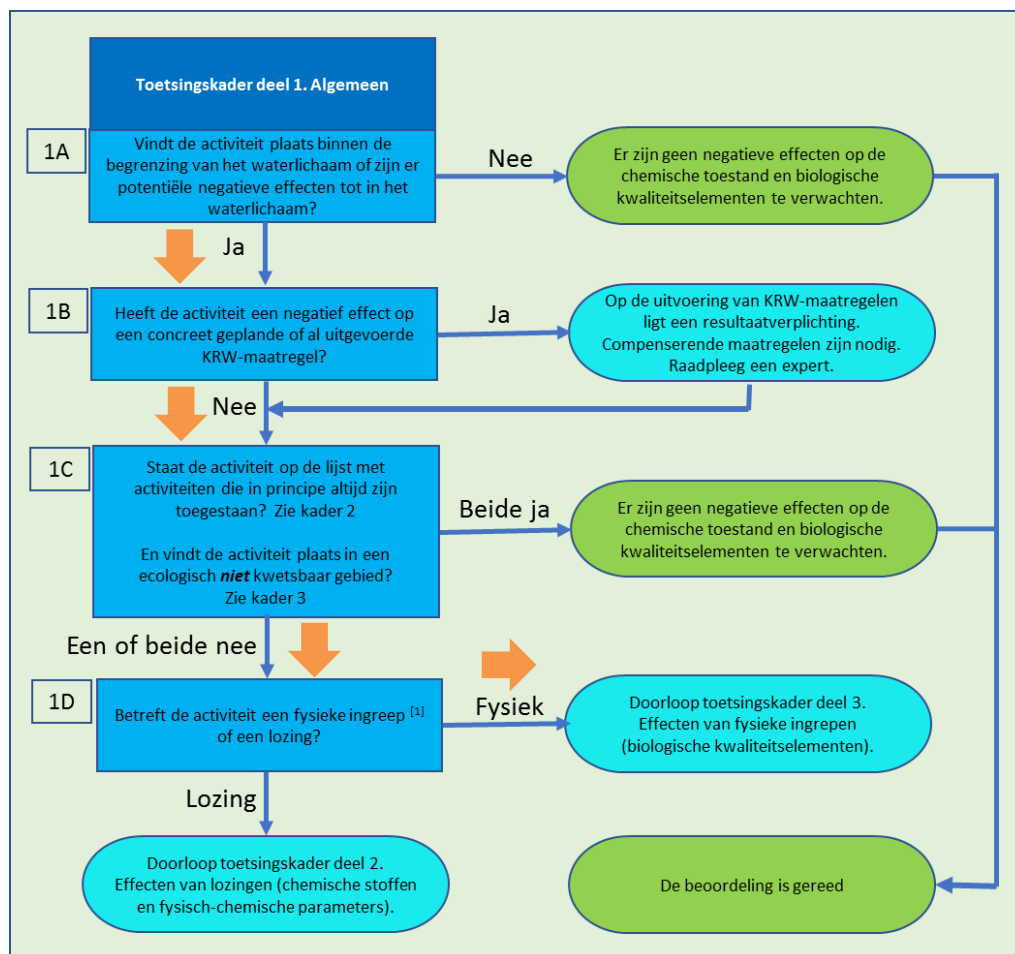 Toetsingskader deel 1. Algemeen
1A
Vindt de activiteit plaats binnen de
begrenzing van het waterlichaam of zijn er
potentiële negatieve effecten tot in het
waterlichaam?
Nee
Er zijn geen negatieve effecten op de
chemische toestand en biologische
kwaliteitselementen te verwachten.
Ja
1B
Heeft de activiteit een negatief effect op
een concreet geplande of al uitgevoerde
KRW-maatregel?
Ja
Op de uitvoering van KRW-maatregelen
ligt een resultaatverplichting.
Compenserende maatregelen zijn nodig.
Raadpleeg een expert.
Nee
1C
Staat de activiteit op de lijst met
activiteiten die in principe altijd zijn
toegestaan? Zie kader 2
En vindt de activiteit plaats in een
ecologisch niet kwetsbaar gebied?
Zie kader 3
Beide ja
Er zijn geen negatieve effecten op de
chemische toestand en biologische
kwaliteitselementen te verwachten.
Een of beide nee
1D
Betreft de activiteit een fysieke ingreep [1]
of een lozing?
Fysiek
Doorloop toetsingskader deel 3.
Effecten van fysieke ingrepen
(biologische kwaliteitselementen).
Lozing
Doorloop toetsingskader deel 2.
Effecten van lozingen (chemische stoffen
en fysisch-chemische parameters).
De beoordeling is gereed